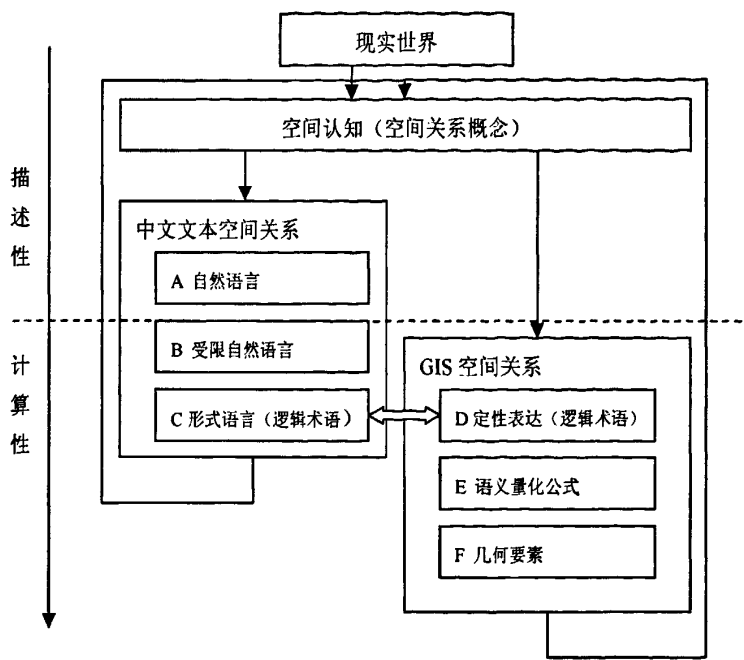 现实世界
空间认知（空间关系概念）
描述性
计算性
中文文本空间关系
A 自然语言
B 受限自然语言
C 形式语言（逻辑术语）
GIS 空间关系
D 定性表达（逻辑术语）
E 语义量化公式
F 几何要素